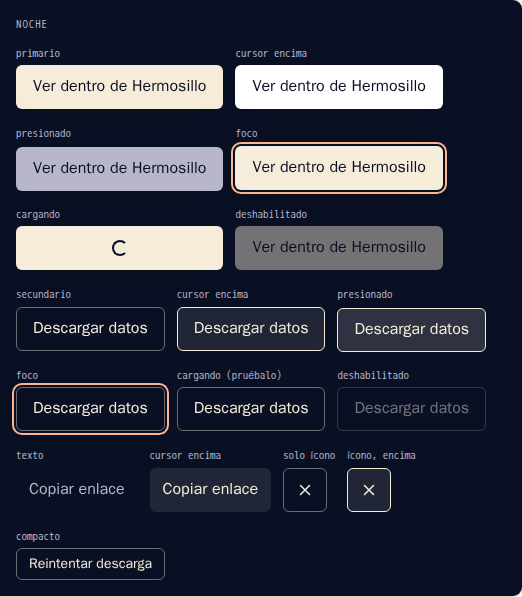 NOCHE
primario
cursor encima
Ver dentro de Hermosillo
Ver dentro de Hermosillo
presionado
foco
Ver dentro de Hermosillo
Ver dentro de Hermosillo
cargando
deshabilitado
Ver dentro de Hermosillo
secundario
cursor encima
presionado
Descargar datos
Descargar datos
Descargar datos
foco
cargando (pruébalo)
deshabilitado
Descargar datos
Descargar datos
Descargar datos
texto
cursor encima
solo ícono
ícono, encima
Copiar enlace
Copiar enlace
compacto
Reintentar descarga